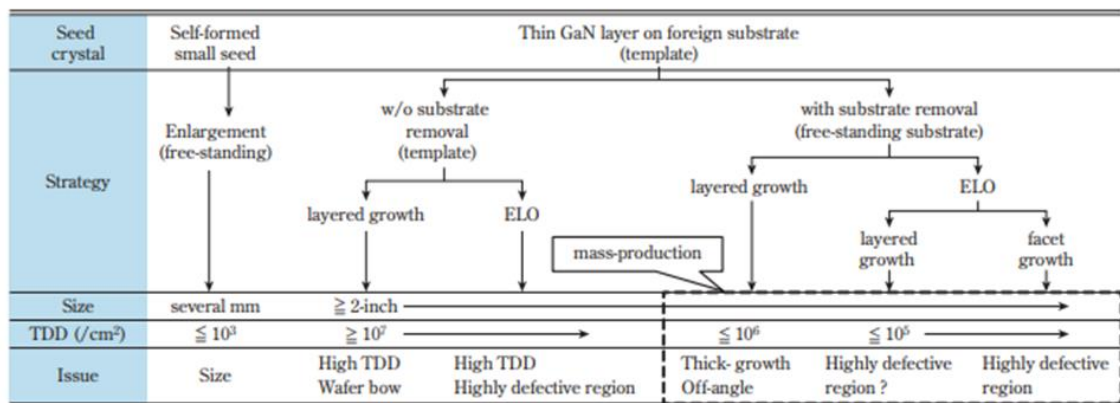 Seed
crystal
Self-formed
small seed
Thin GaN layer on foreign substrate
(template)
Strategy
Enlargement
(free-standing)
w/o substrate
removal
(template)
with substrate removal
(free-standing substrate)
layered growth
ELO
layered growth
ELO
layered
growth
facet
growth
mass-production
Size
several mm
≧ 2-inch
TDD (/cm²)
≦ 10³
≧ 10⁷
≦ 10⁶
≦ 10⁵
Issue
Size
High TDD
Wafer bow
High TDD
Highly defective region
Thick- growth
Off-angle
Highly defective
region ?
Highly defective
region